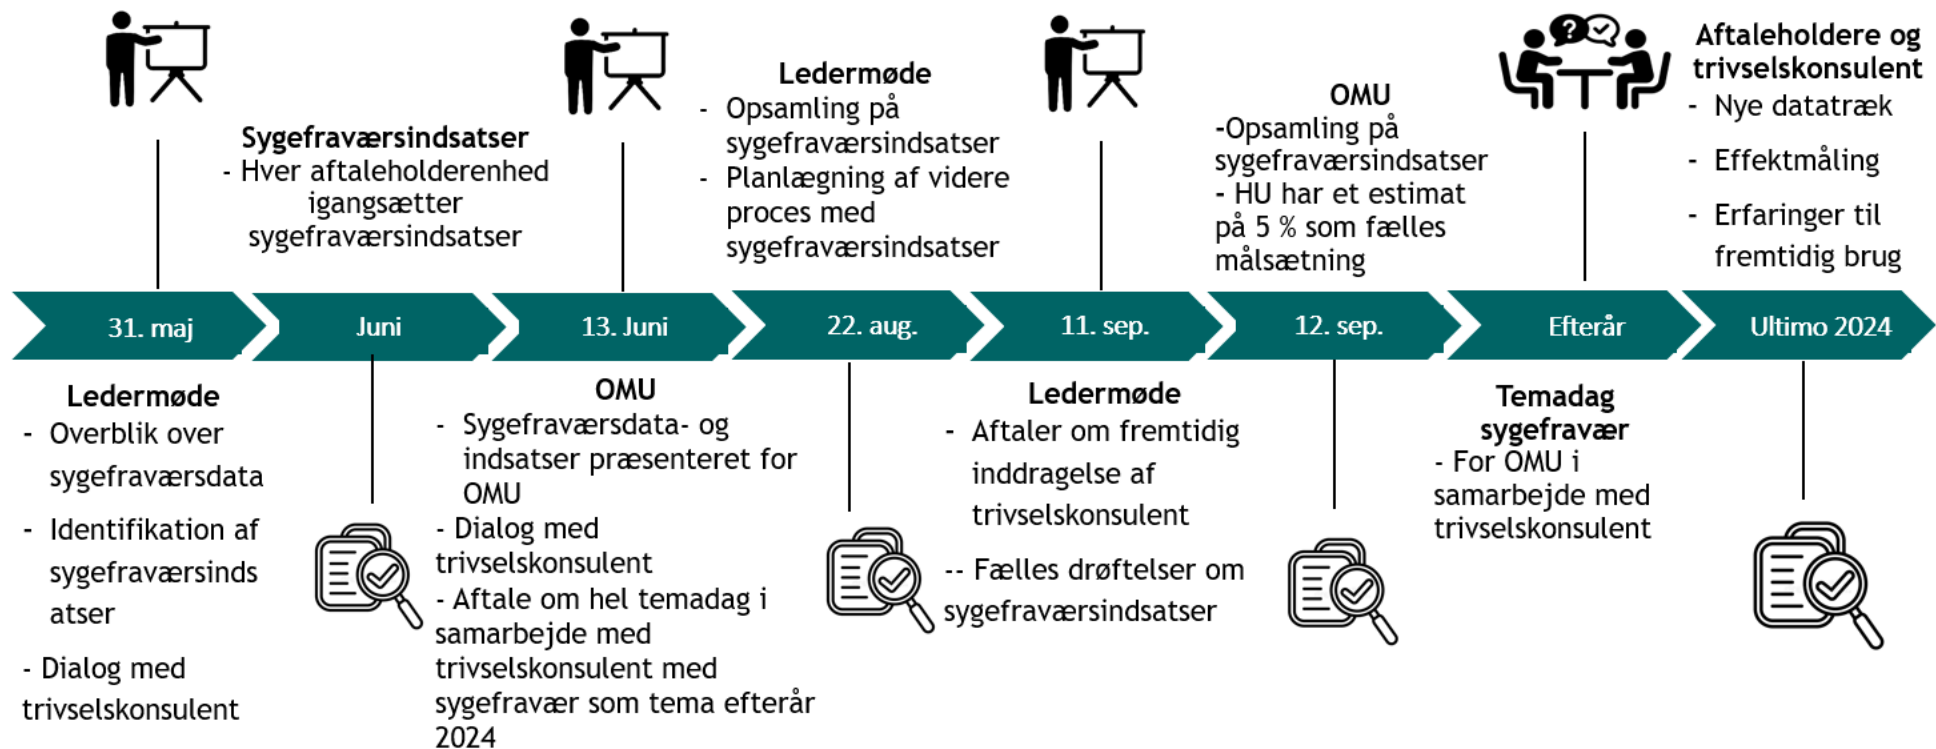 Sygefraværsindsatser
- Hver aftaleholderenhed
igangsætter
sygefraværsindsatser
Ledermøde
- Opsamling på
sygefraværsindsatser
- Planlægning af videre
proces med
sygefraværsindsatser
OMU
-Opsamling på
sygefraværsindsatser
- HU har et estimat
på 5 % som fælles
målsætning
Aftaleholdere og
trivselskonsulent
- Nye datatræk
- Effektmåling
- Erfaringer til
fremtidig brug
31. maj
Juni
13. Juni
22. aug.
11. sep.
12. sep.
Efterår
Ultimo 2024
Ledermøde
- Overblik over
sygefraværsdata
- Identifikation af
sygefraværsinds
atser
- Dialog med
trivselskonsulent
OMU
- Sygefraværsdata- og
indsatser præsenteret for
OMU
- Dialog med
trivselskonsulent
- Aftale om hel temadag i
samarbejde med
trivselskonsulent med
sygefravær som tema efterår
2024
Ledermøde
- Aftaler om fremtidig
inddragelse af
trivselskonsulent
-- Fælles drøftelser om
sygefraværsindsatser
Temadag
sygefravær
- For OMU i
samarbejde med
trivselskonsulent